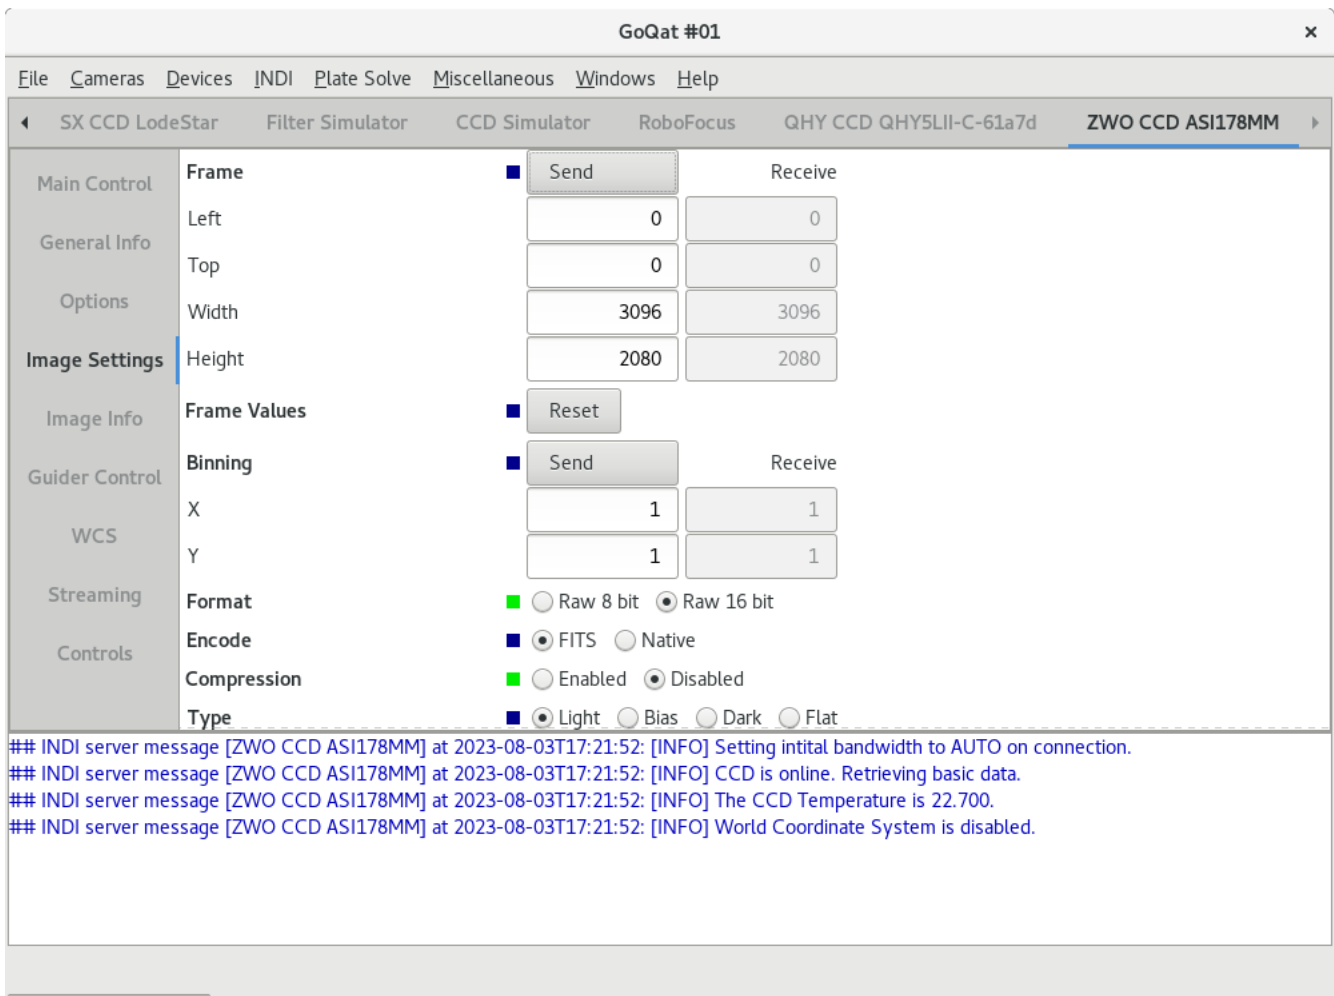 GoQat #01 ×
File Cameras Devices INDI Plate Solve Miscellaneous Windows Help
SX CCD LodeStar Filter Simulator CCD Simulator RoboFocus QHY CCD QHY5LII-C-61a7d ZWO CCD ASI178MM
Main Control
General Info
Options
Image Settings
Image Info
Guider Control
WCS
Streaming
Controls
Frame Send Receive
Left 0 0
Top 0 0
Width 3096 3096
Height 2080 2080
Frame Values Reset
Binning Send Receive
X 1 1
Y 1 1
Format Raw 8 bit Raw 16 bit
Encode FITS Native
Compression Enabled Disabled
Type Light Bias Dark Flat
## INDI server message [ZWO CCD ASI178MM] at 2023-08-03T17:21:52: [INFO] Setting intital bandwidth to AUTO on connection.
## INDI server message [ZWO CCD ASI178MM] at 2023-08-03T17:21:52: [INFO] CCD is online. Retrieving basic data.
## INDI server message [ZWO CCD ASI178MM] at 2023-08-03T17:21:52: [INFO] The CCD Temperature is 22.700.
## INDI server message [ZWO CCD ASI178MM] at 2023-08-03T17:21:52: [INFO] World Coordinate System is disabled.